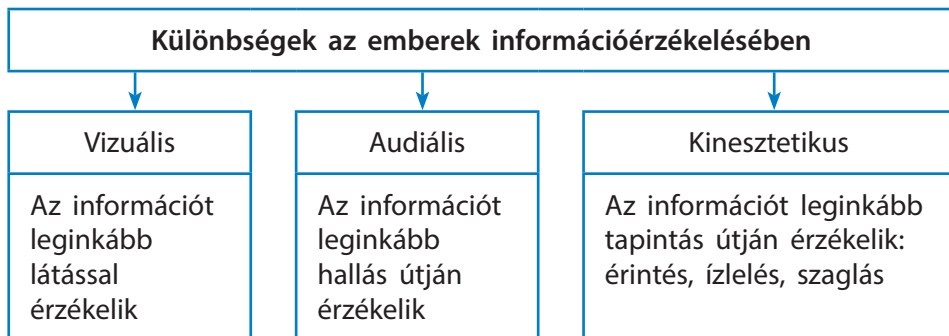 Különbségek az emberek információérzékelésében
Vizuális
Az információt
leginkább
látással
érzékelik
Audiális
Az információt
leginkább
hallás útján
érzékelik
Kinesztetikus
Az információt leginkább
tapintás útján érzékelik:
érintés, ízlelés, szaglás